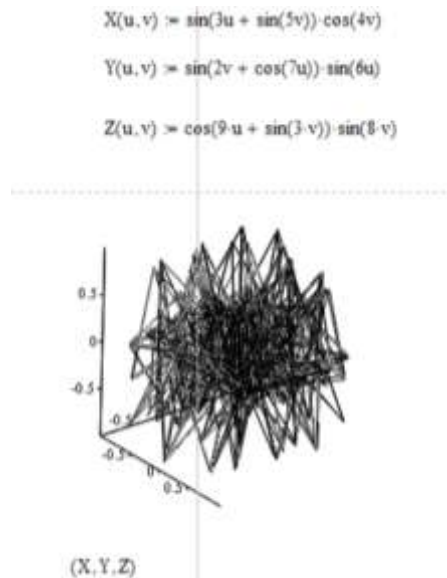 X(u,v) := sin(3u + sin(5v))·cos(4v)
Y(u,v) := sin(2v + cos(7u))·sin(6u)
Z(u,v) := cos(9·u + sin(3·v))·sin(8·v)
0.5
0
-0.5
-0.5
-0.5
0
0.5
(X,Y,Z)